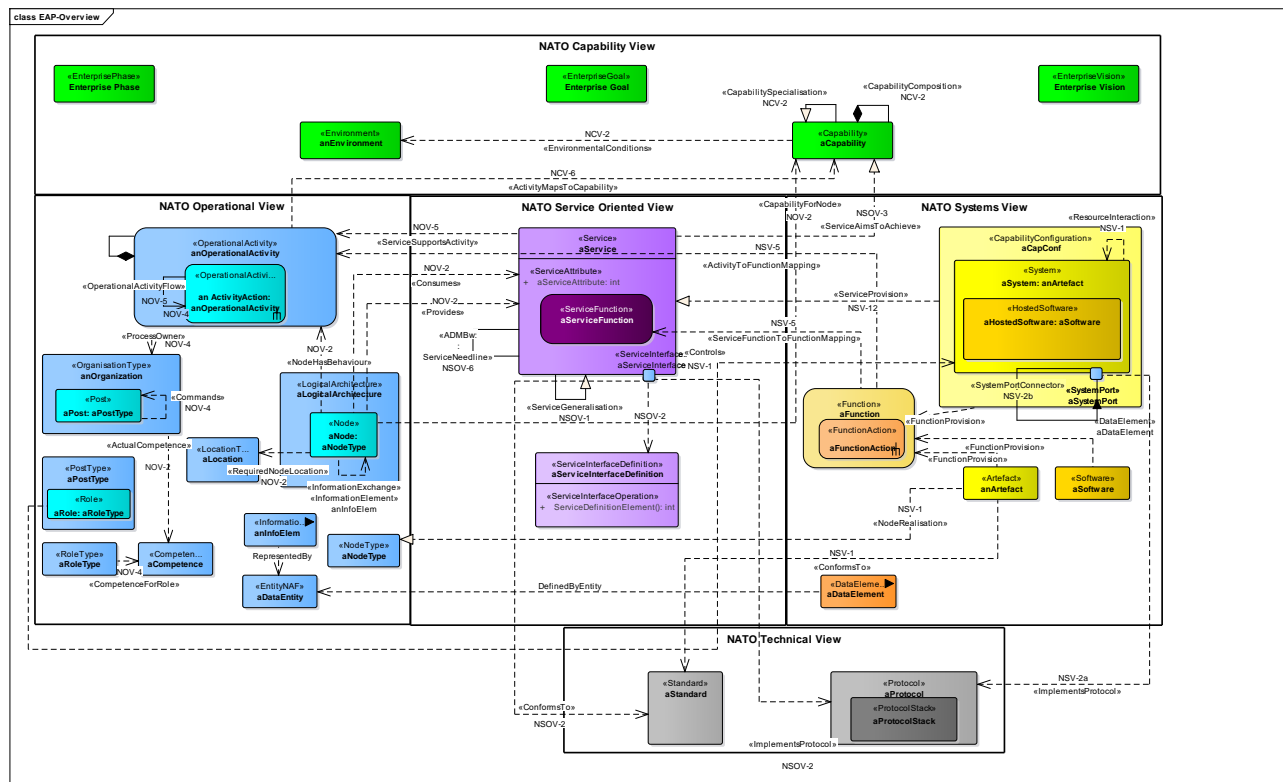 class EAP-Overview
NATO Capability View
«EnterprisePhase»
Enterprise Phase
«EnterpriseGoal»
Enterprise Goal
«EnterpriseVision»
Enterprise Vision
«CapabilitySpecialisation»
NCV-2
«CapabilityComposition»
NCV-2
«Environment»
anEnvironment
NCV-2
«EnvironmentalConditions»
«Capability»
aCapability
NCV-6
«ActivityMapsToCapability»
NATO Operational View
NATO Service Oriented View
NATO Systems View
«CapabilityForNode»
NOV-2
NSOV-3
«ServiceAimsToAchieve»
«ResourceInteraction»
NSV-1
«OperationalActivity»
anOperationalActivity
NOV-5
«ServiceSupportsActivity»
«OperationalActivi...
an ActivityAction:
anOperationalActivity
«OperationalActivityFlow»
NOV-5
NOV-4
NOV-2
«Consumes»
NOV-2
«Provides»
«Service»
aService
«ServiceAttribute»
+ aServiceAttribute: int
«ServiceFunction»
aServiceFunction
NSV-5
«ActivityToFunctionMapping»
«ServiceProvision»
NSV-12
NSV-5
«ServiceFunctionToFunctionMapping»
«CapabilityConfiguration»
aCapConf
«System»
aSystem: anArtefact
«HostedSoftware»
aHostedSoftware: aSoftware
«ProcessOwner»
NOV-4
NOV-2
«NodeHasBehaviour»
«ADMBw:
:
ServiceNeedline»
NSOV-6
«ServiceInterface:
aServiceInterface
«Controls»
NSV-1
«SystemPortConnector»
NSV-2b
«SystemPort»
aSystemPort
«OrganisationType»
anOrganization
«Post»
aPost: aPostType
«Commands»
NOV-4
«LogicalArchitecture»
aLogicalArchitecture
«Node»
aNode:
aNodeType
«ServiceGeneralisation»
NSOV-1
NSOV-2
«Function»
aFunction
«FunctionAction»
aFunctionAction
«FunctionProvision»
«DataElement»
aDataElement
«FunctionProvision»
«FunctionProvision»
«ActualCompetence»
«LocationT...
aLocation
«RequiredNodeLocation»
NOV-2
«InformationExchange»
«InformationElement»
anInfoElem
«PostType»
aPostType
«Role»
aRole: aRoleType
«ServiceInterfaceDefinition»
aServiceInterfaceDefinition
«ServiceInterfaceOperation»
+ ServiceDefinitionElement(): int
«Artefact»
anArtefact
«Software»
aSoftware
NSV-1
«NodeRealisation»
«Informatio...
anInfoElem
«NodeType»
aNodeType
«RoleType»
aRoleType
NOV-4
«CompetenceForRole»
«Competen...
aCompetence
RepresentedBy
«EntityNAF»
aDataEntity
DefinedByEntity
NSV-1
«ConformsTo»
«DataEleme...
aDataElement
NATO Technical View
«Standard»
aStandard
«ConformsTo»
NSOV-2
«Protocol»
aProtocol
«ProtocolStack»
aProtocolStack
NSV-2a
«ImplementsProtocol»
«ImplementsProtocol»
NSOV-2